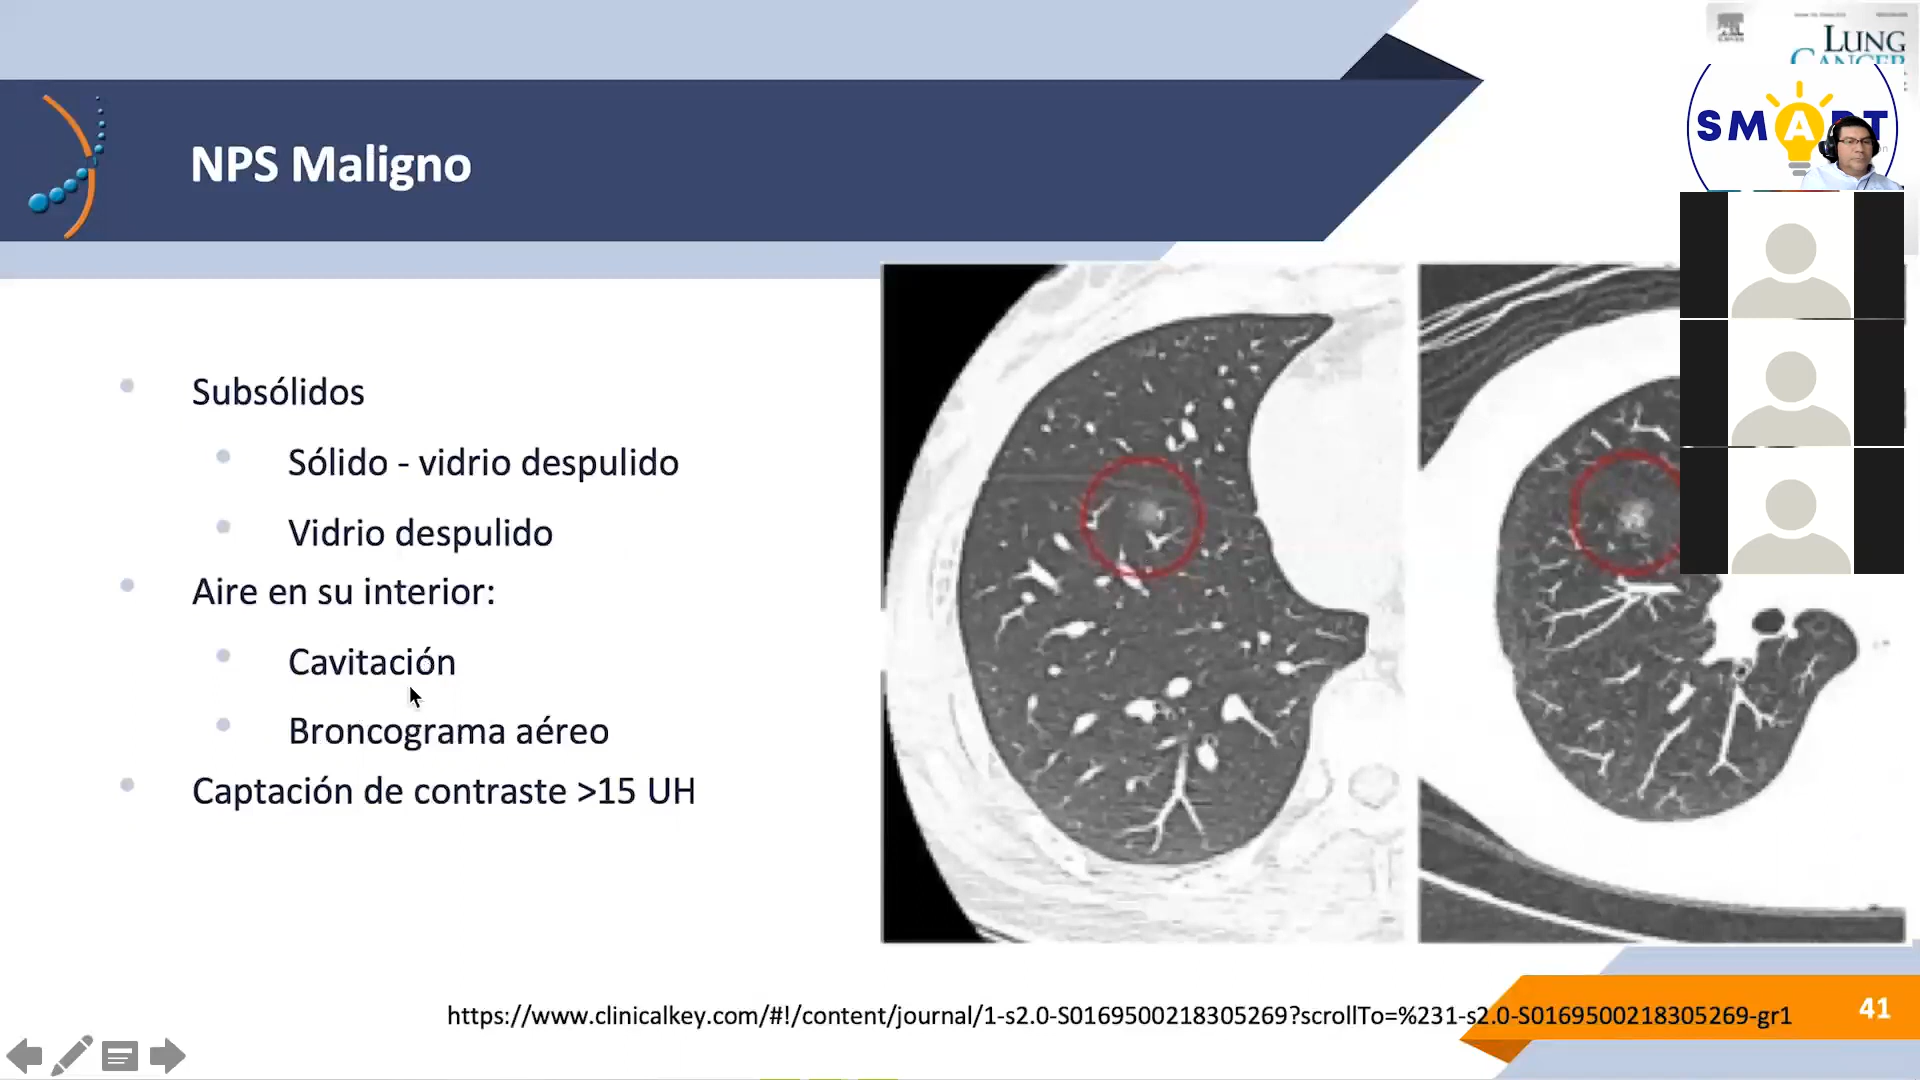 LUNG
CANCER
SMART
NPS Maligno
Subsólidos
Sólido - vidrio despulido
Vidrio despulido
Aire en su interior:
Cavitación
Broncograma aéreo
Captación de contraste >15 UH
https://www.clinicalkey.com/#!/content/journal/1-s2.0-S0169500218305269?scrollTo=%231-s2.0-S0169500218305269-gr1
41